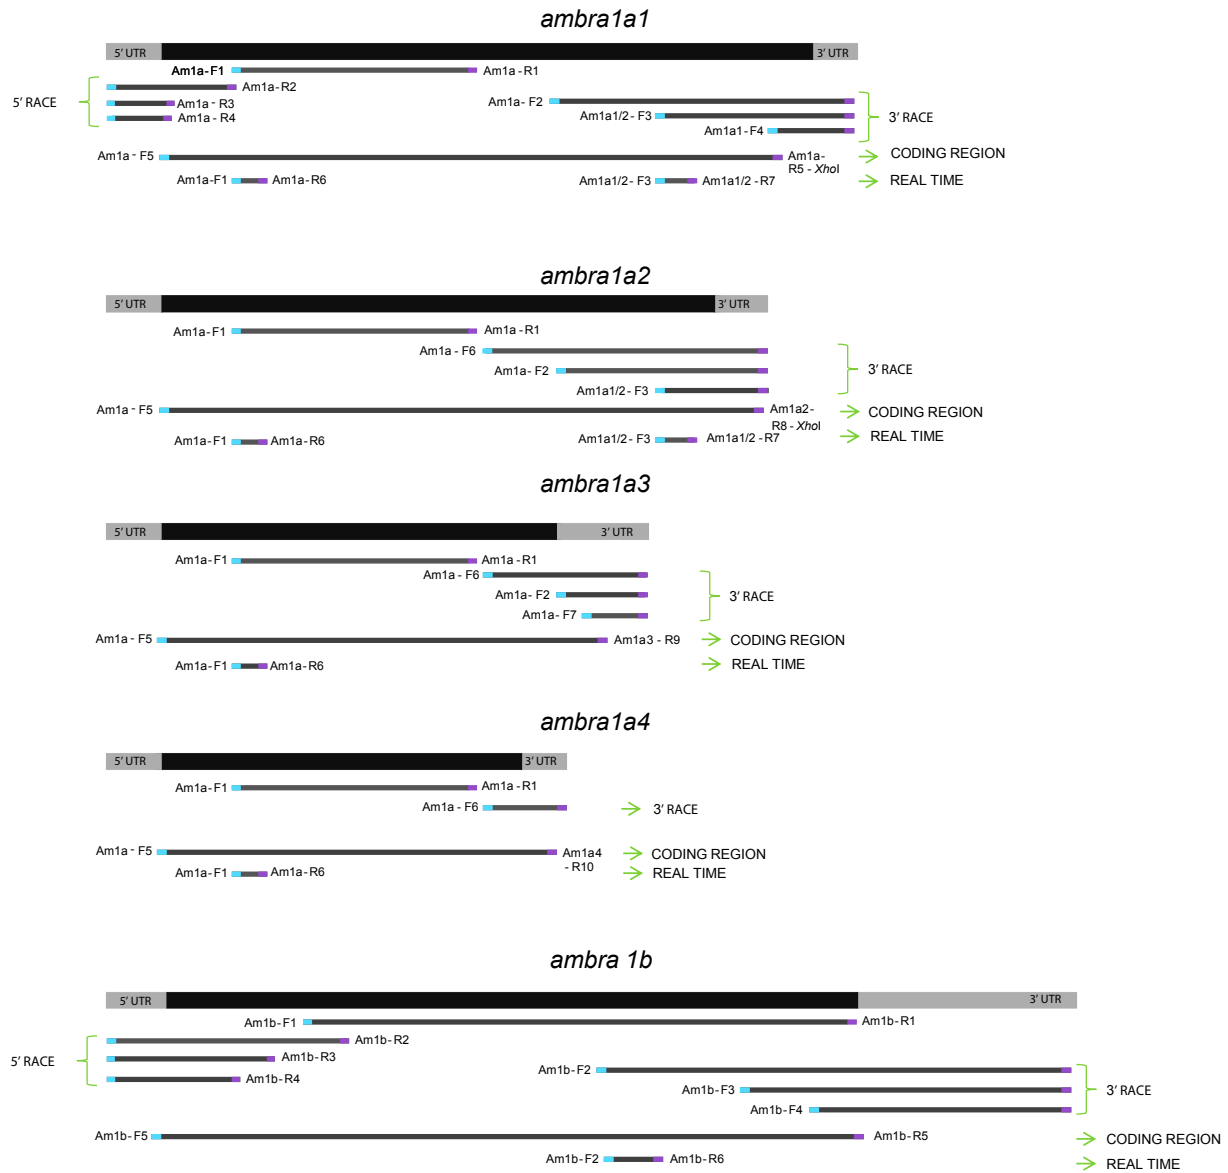 ambra1a1
5' UTR 3' UTR
Am1a-F1 Am1a-R1
Am1a-R2
5' RACE
Am1a - R3
Am1a - F2
Am1a - R4
Am1a1/2 - F3
3' RACE
Am1a1 - F4
Am1a - F5 Am1a-
R5 - XhoI
CODING REGION
Am1a-F1 Am1a-R6 Am1a1/2 - F3 Am1a1/2 - R7 REAL TIME
ambra1a2
5' UTR 3' UTR
Am1a-F1 Am1a -R1
Am1a - F6
Am1a - F2
3' RACE
Am1a1/2 - F3
Am1a - F5 Am1a2-
R8 - XhoI
CODING REGION
Am1a-F1 Am1a-R6 Am1a1/2 - F3 Am1a1/2 - R7 REAL TIME
ambra1a3
5' UTR 3' UTR
Am1a-F1 Am1a -R1
Am1a - F6
Am1a - F2
3' RACE
Am1a- F7
Am1a - F5 Am1a3 - R9 CODING REGION
Am1a-F1 Am1a-R6 REAL TIME
ambra1a4
5' UTR 3' UTR
Am1a-F1 Am1a -R1
Am1a - F6 3' RACE
Am1a - F5 Am1a4
- R10
CODING REGION
Am1a-F1 Am1a-R6 REAL TIME
ambra 1b
5' UTR 3' UTR
Am1b-F1 Am1b-R1
Am1b-R2
5' RACE
Am1b-R3
Am1b-F2
Am1b-R4
Am1b-F3
3' RACE
Am1b-F4
Am1b-F5 Am1b-R5 CODING REGION
Am1b-F2 Am1b-R6 REAL TIME